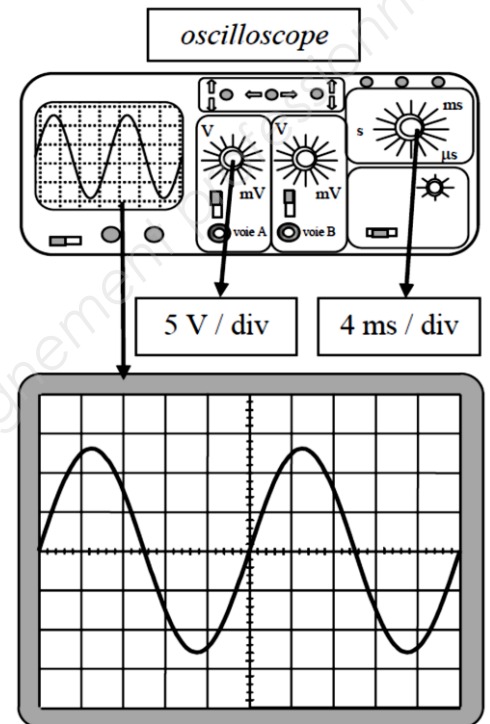 oscilloscope
V
mV
voie A
V
mV
voie B
s
ms
µs
5 V / div
4 ms / div